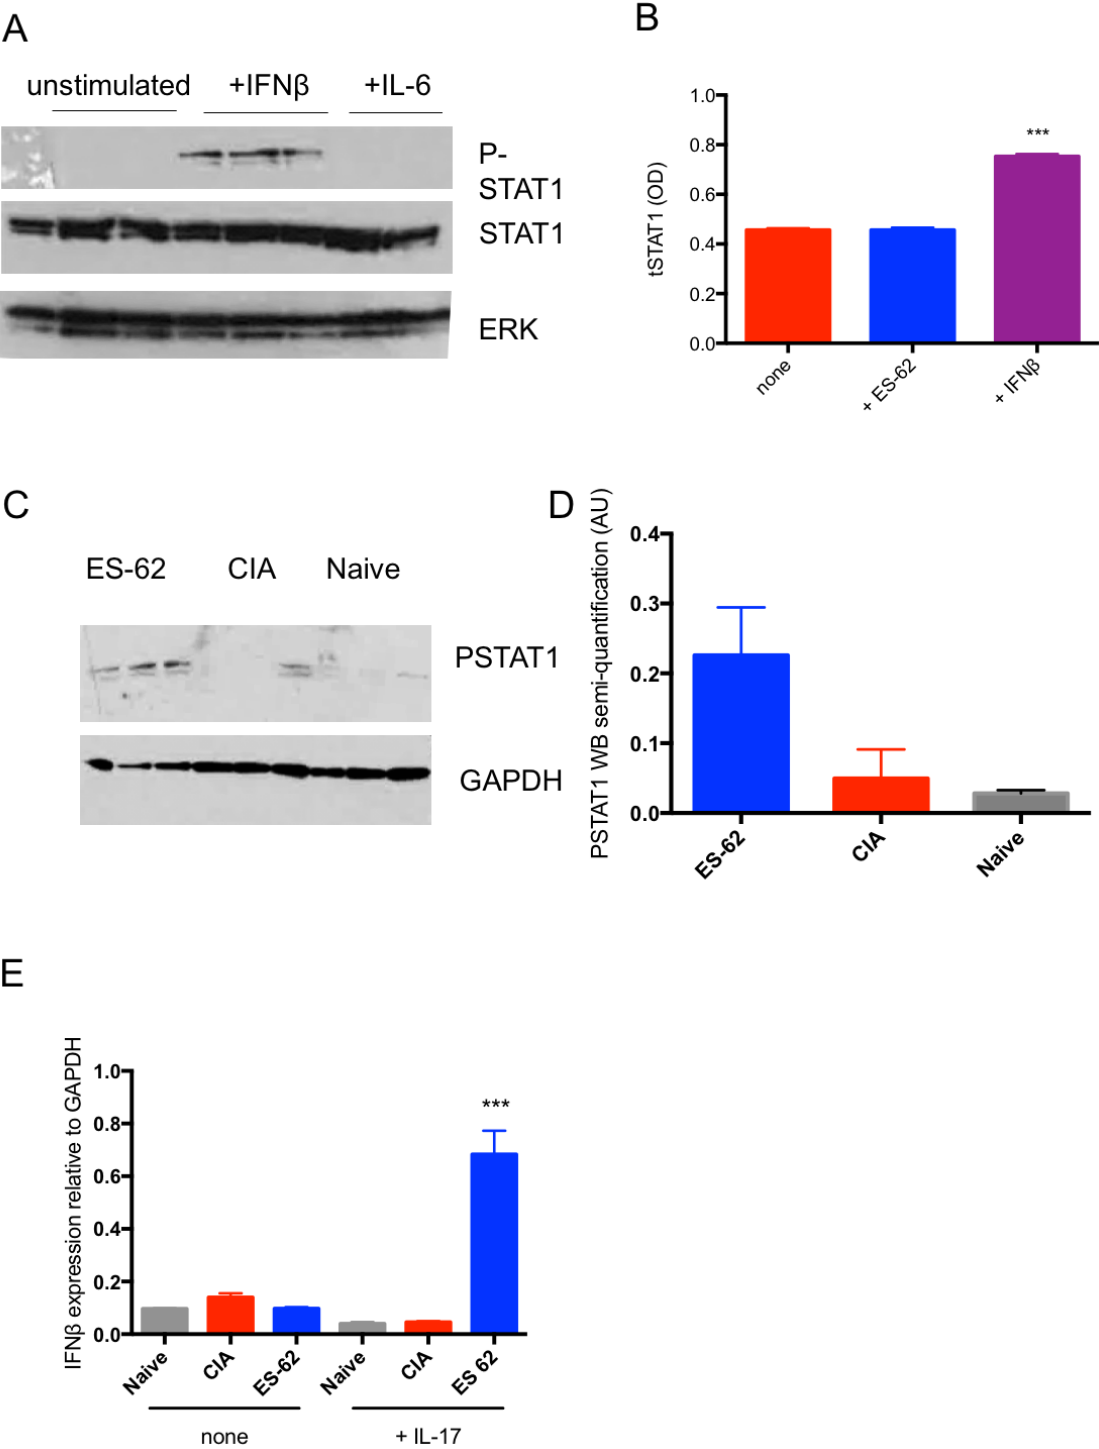 A
unstimulated
+IFNβ
+IL-6
P-
STAT1
STAT1
ERK
B
tSTAT1 (OD)
1.0
0.8
0.6
0.4
0.2
0.0
***
none
+ ES-62
+ IFNβ
C
ES-62
CIA
Naive
PSTAT1
GAPDH
D
PSTAT1 WB semi-quantification (AU)
0.4
0.3
0.2
0.1
0.0
ES-62
CIA
Naive
E
IFNβ expression relative to GAPDH
1.0
0.8
0.6
0.4
0.2
0.0
***
Naive
CIA
ES-62
Naive
CIA
ES 62
none
+ IL-17